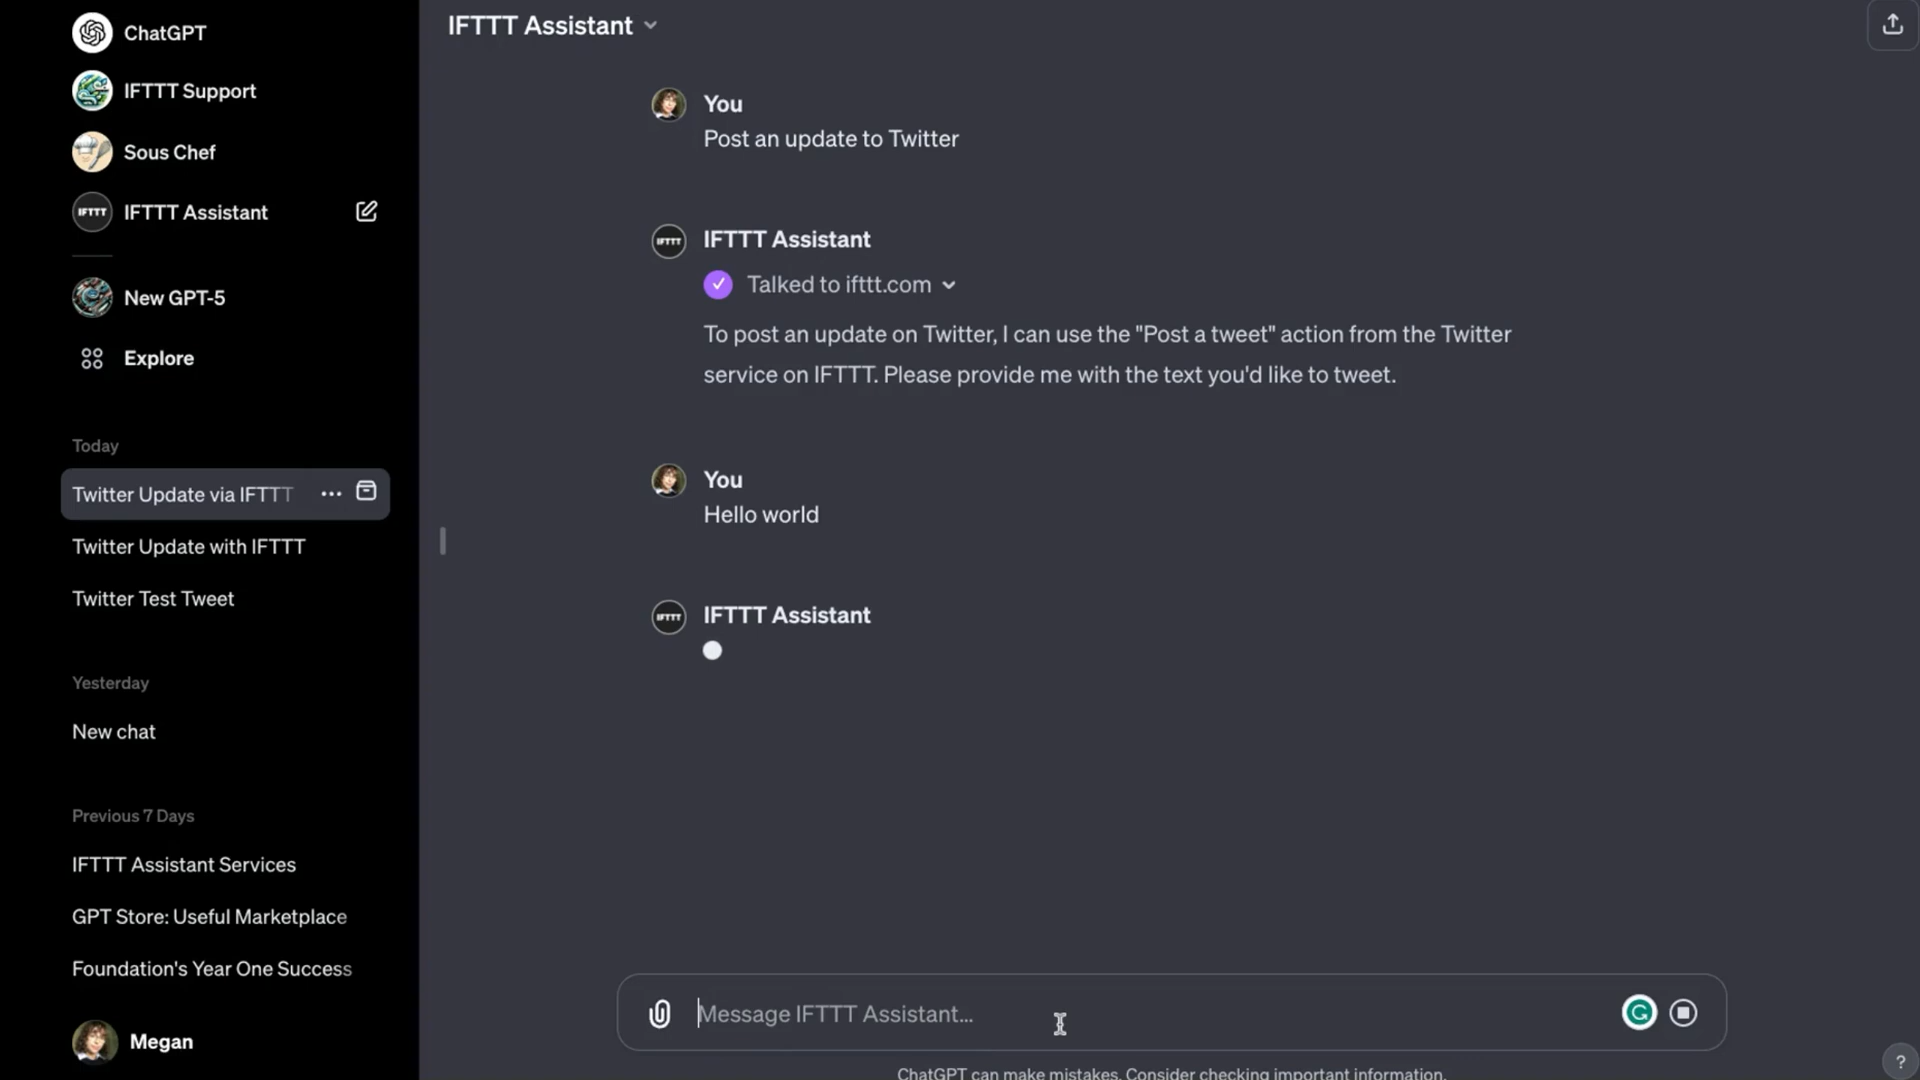 ChatGPT
IFTTT Support
Sous Chef
IFTTT
IFTTT Assistant
New GPT-5
Explore
Today
Twitter Update via IFTTT
Twitter Update with IFTTT
Twitter Test Tweet
Yesterday
New chat
Previous 7 Days
IFTTT Assistant Services
GPT Store: Useful Marketplace
Foundation's Year One Success
Megan
IFTTT Assistant
You
Post an update to Twitter
IFTTT
IFTTT Assistant
Talked to ifttt.com
To post an update on Twitter, I can use the "Post a tweet" action from the Twitter
service on IFTTT. Please provide me with the text you'd like to tweet.
You
Hello world
IFTTT
IFTTT Assistant
Message IFTTT Assistant...
ChatGPT can make mistakes. Consider checking important information.
?